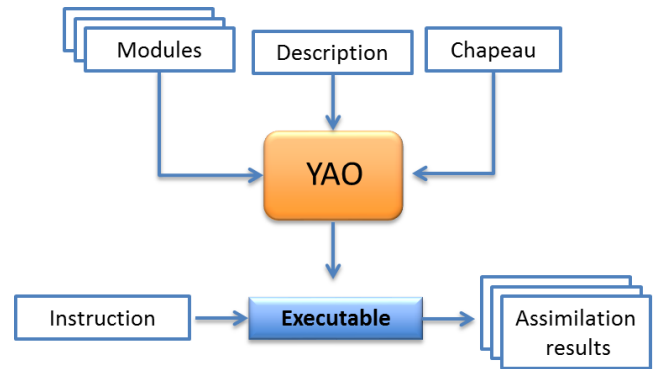 Modules
Description
Chapeau
YAO
Instruction
Executable
Assimilation
results